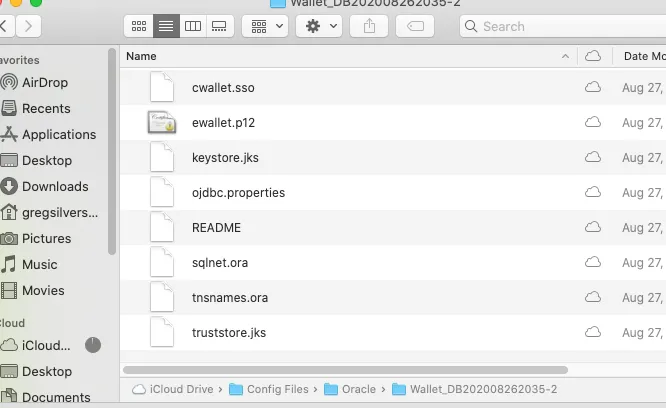 Wallet_DB202008262035-2
Search
Favorites
Name
Date Mo
AirDrop
cwallet.sso
Aug 27,
Recents
ewallet.p12
Aug 27,
Applications
keystore.jks
Aug 27,
Desktop
ojdbc.properties
Aug 27,
Downloads
gregsilvers...
README
Aug 27,
Pictures
sqlnet.ora
Aug 27,
Music
Movies
tnsnames.ora
Aug 27,
iCloud
truststore.jks
Aug 27,
iCloud...
Desktop
Documents
iCloud Drive › Config Files › Oracle › Wallet_DB202008262035-2